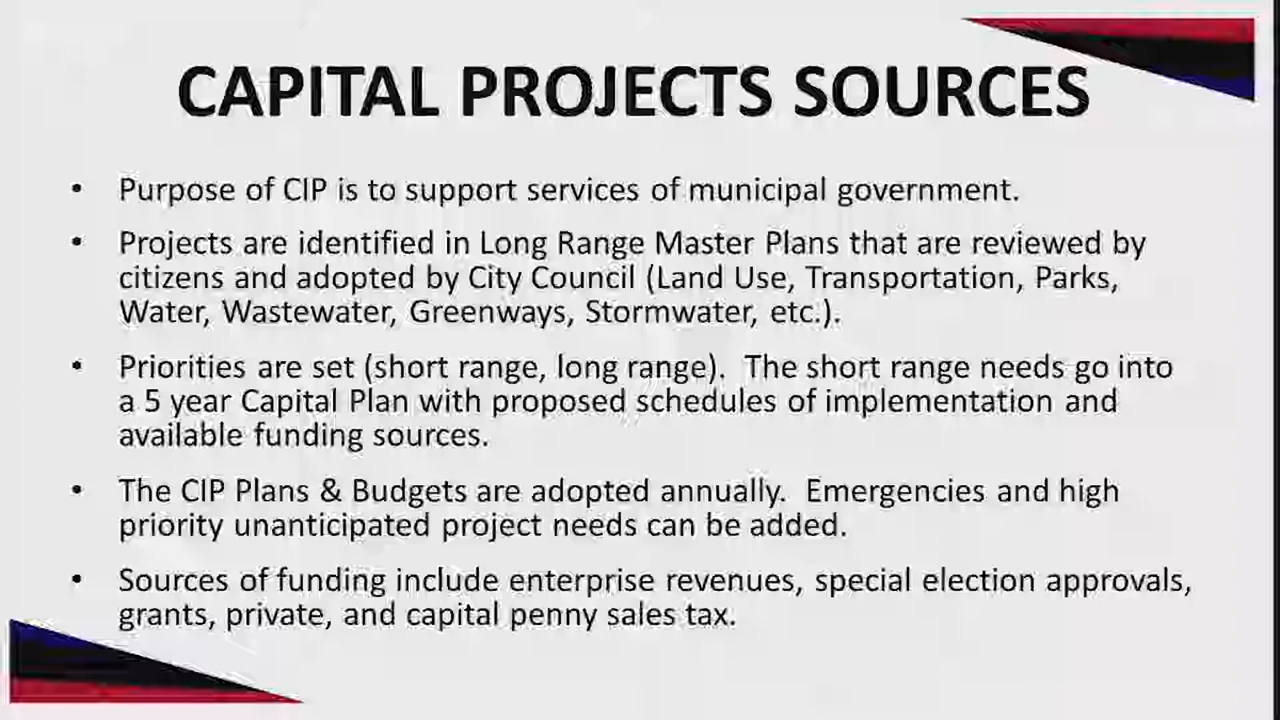 CAPITAL PROJECTS SOURCES
• Purpose of CIP is to support services of municipal government.
• Projects are identified in Long Range Master Plans that are reviewed by
citizens and adopted by City Council (Land Use, Transportation, Parks,
Water, Wastewater, Greenways, Stormwater, etc.).
• Priorities are set (short range, long range).  The short range needs go into
a 5 year Capital Plan with proposed schedules of implementation and
available funding sources.
• The CIP Plans & Budgets are adopted annually.  Emergencies and high
priority unanticipated project needs can be added.
• Sources of funding include enterprise revenues, special election approvals,
grants, private, and capital penny sales tax.